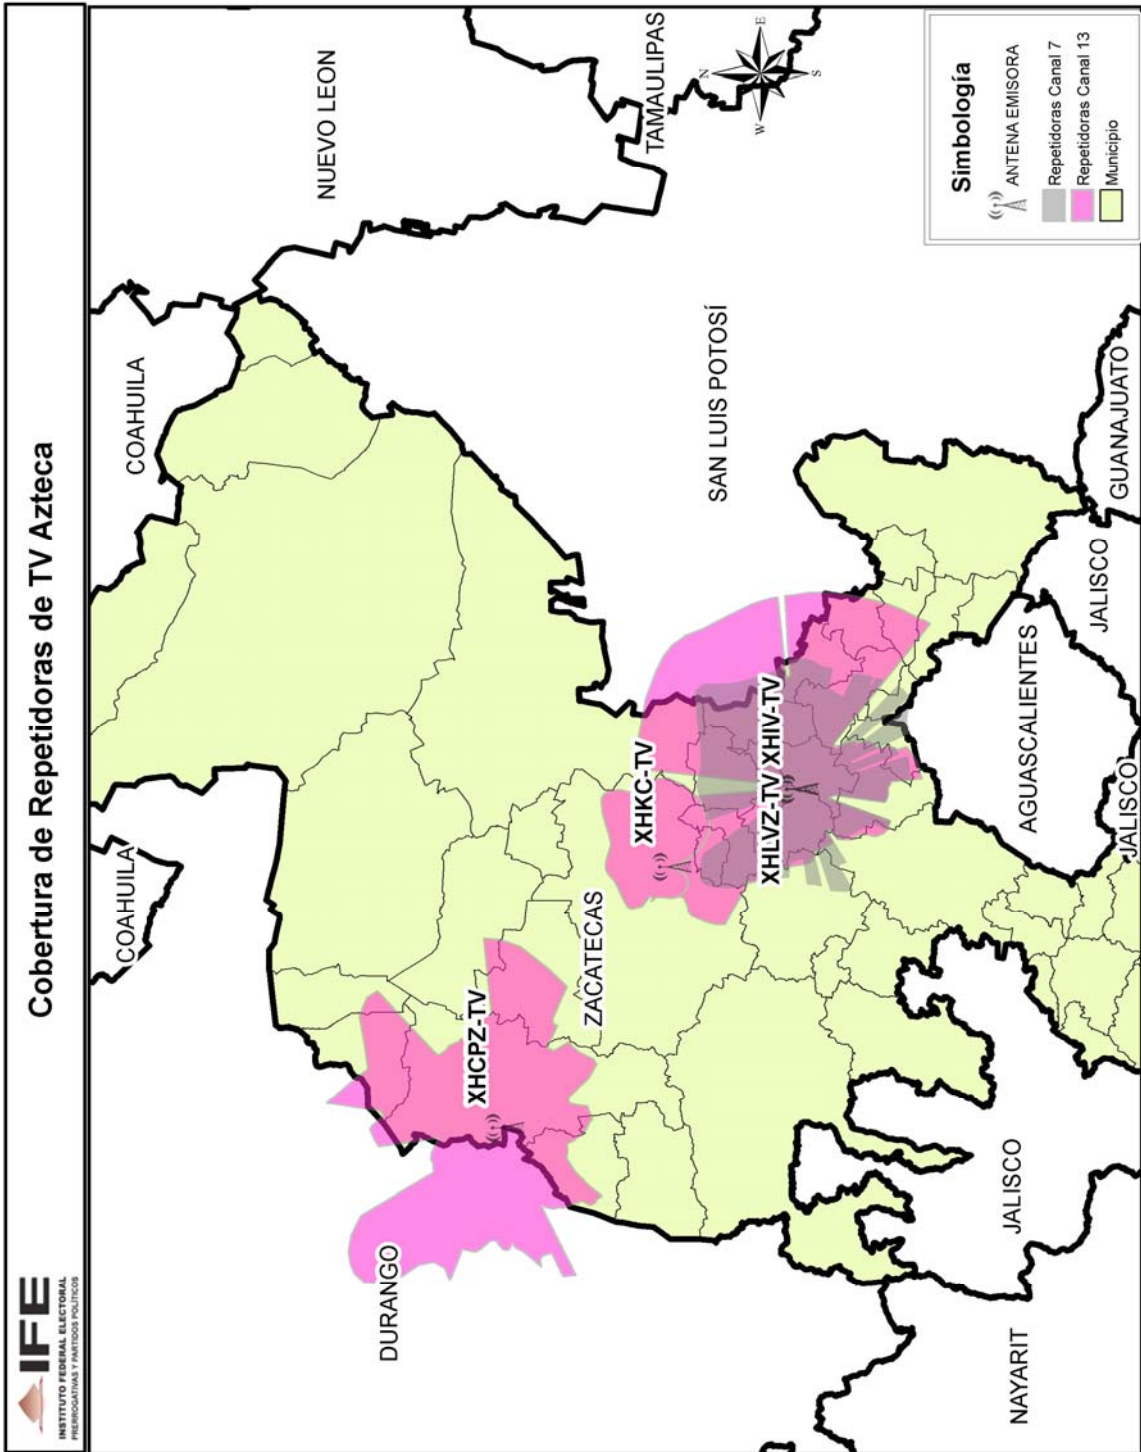 IFE
INSTITUTO FEDERAL ELECTORAL
PRERROGATIVAS Y PARTIDOS POLÍTICOS
Cobertura de Repetidoras de TV Azteca
COAHUILA
COAHUILA
NUEVO LEON
DURANGO
XHCPZ-TV
ZACATECAS
XHKC-TV
TAMAULIPAS
SAN LUIS POTOSÍ
XHLVZ-TV XHIV-TV
N
W
E
S
NAYARIT
JALISCO
AGUASCALIENTES
JALISCO
JALISCO
GUANAJUATO
Simbología
ANTENA EMISORA
Repetidoras Canal 7
Repetidoras Canal 13
Municipio